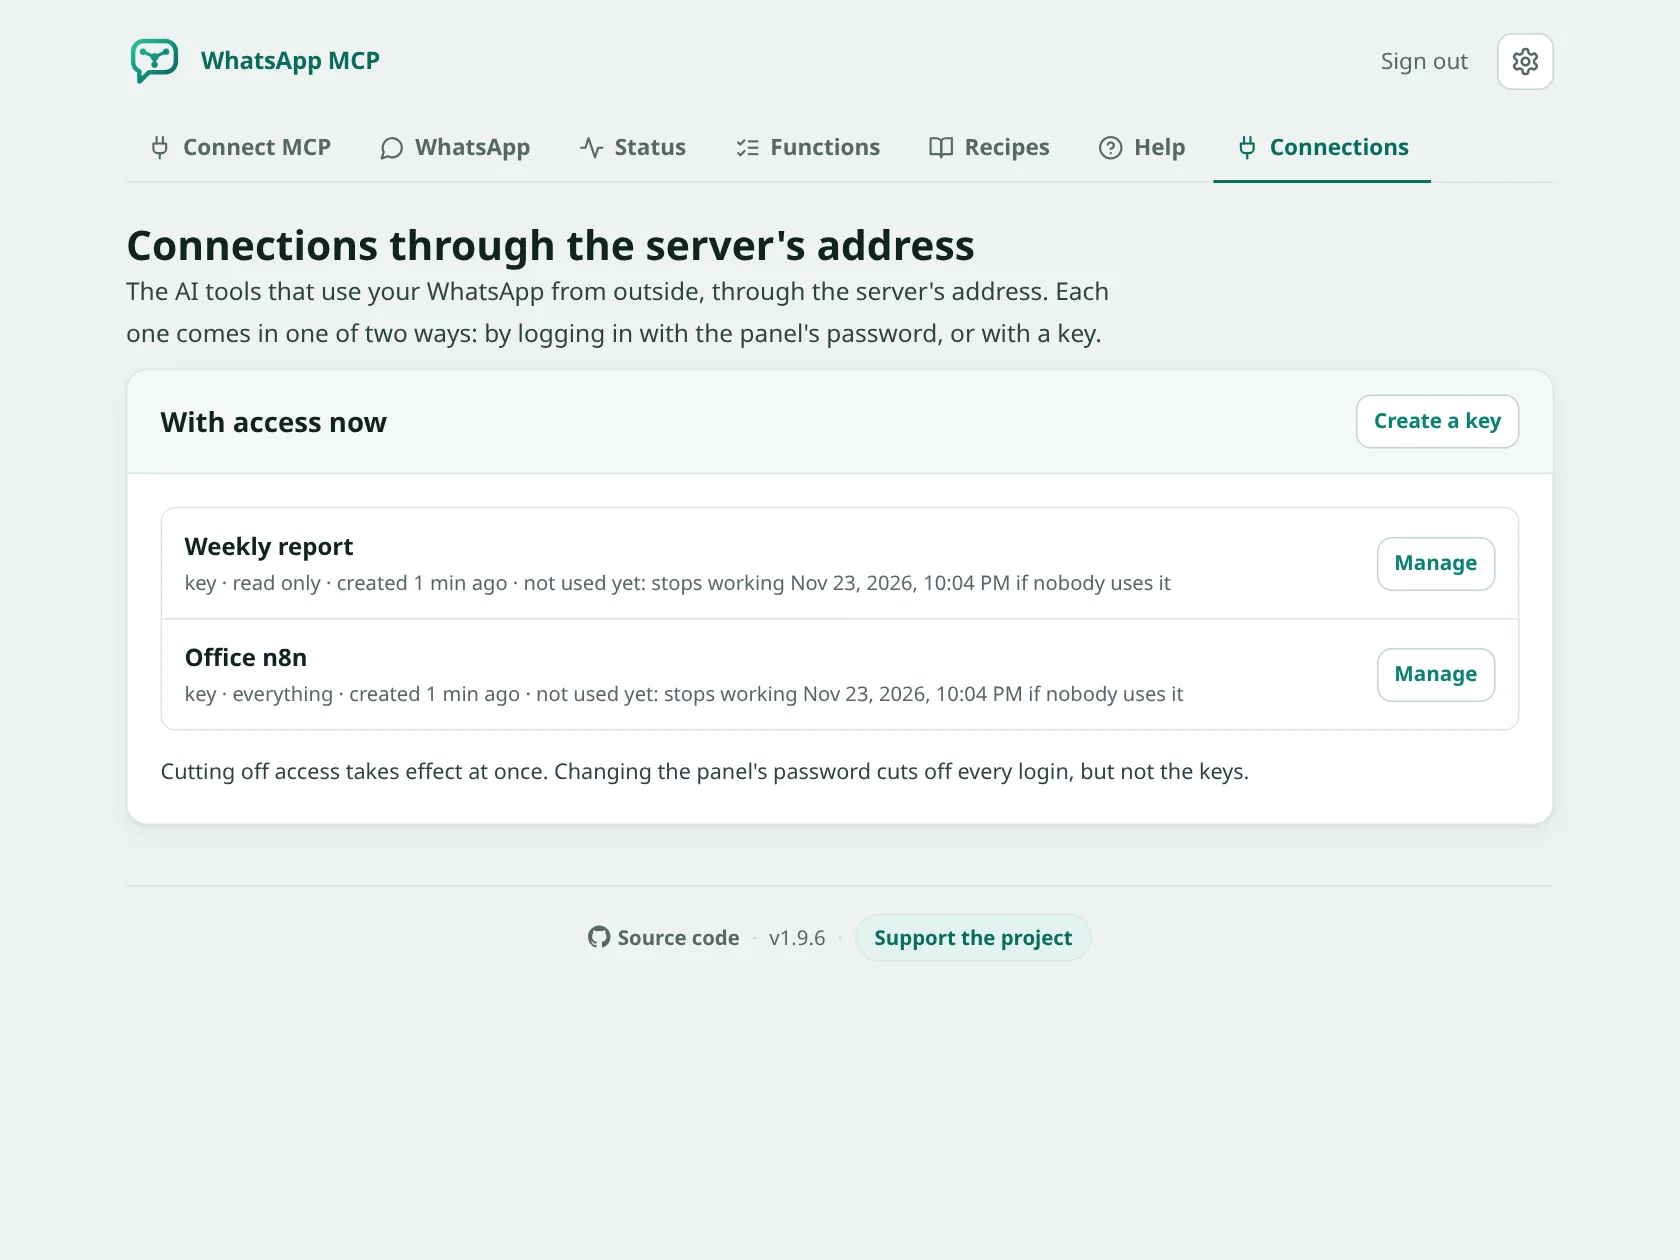 WhatsApp MCP
Sign out
Connect MCP
WhatsApp
Status
Functions
Recipes
Help
Connections
Connections through the server's address
The AI tools that use your WhatsApp from outside, through the server's address. Each
one comes in one of two ways: by logging in with the panel's password, or with a key.
With access now
Create a key
Weekly report
key · read only · created 1 min ago · not used yet: stops working Nov 23, 2026, 10:04 PM if nobody uses it
Manage
Office n8n
key · everything · created 1 min ago · not used yet: stops working Nov 23, 2026, 10:04 PM if nobody uses it
Manage
Cutting off access takes effect at once. Changing the panel's password cuts off every login, but not the keys.
Source code · v1.9.6 · Support the project